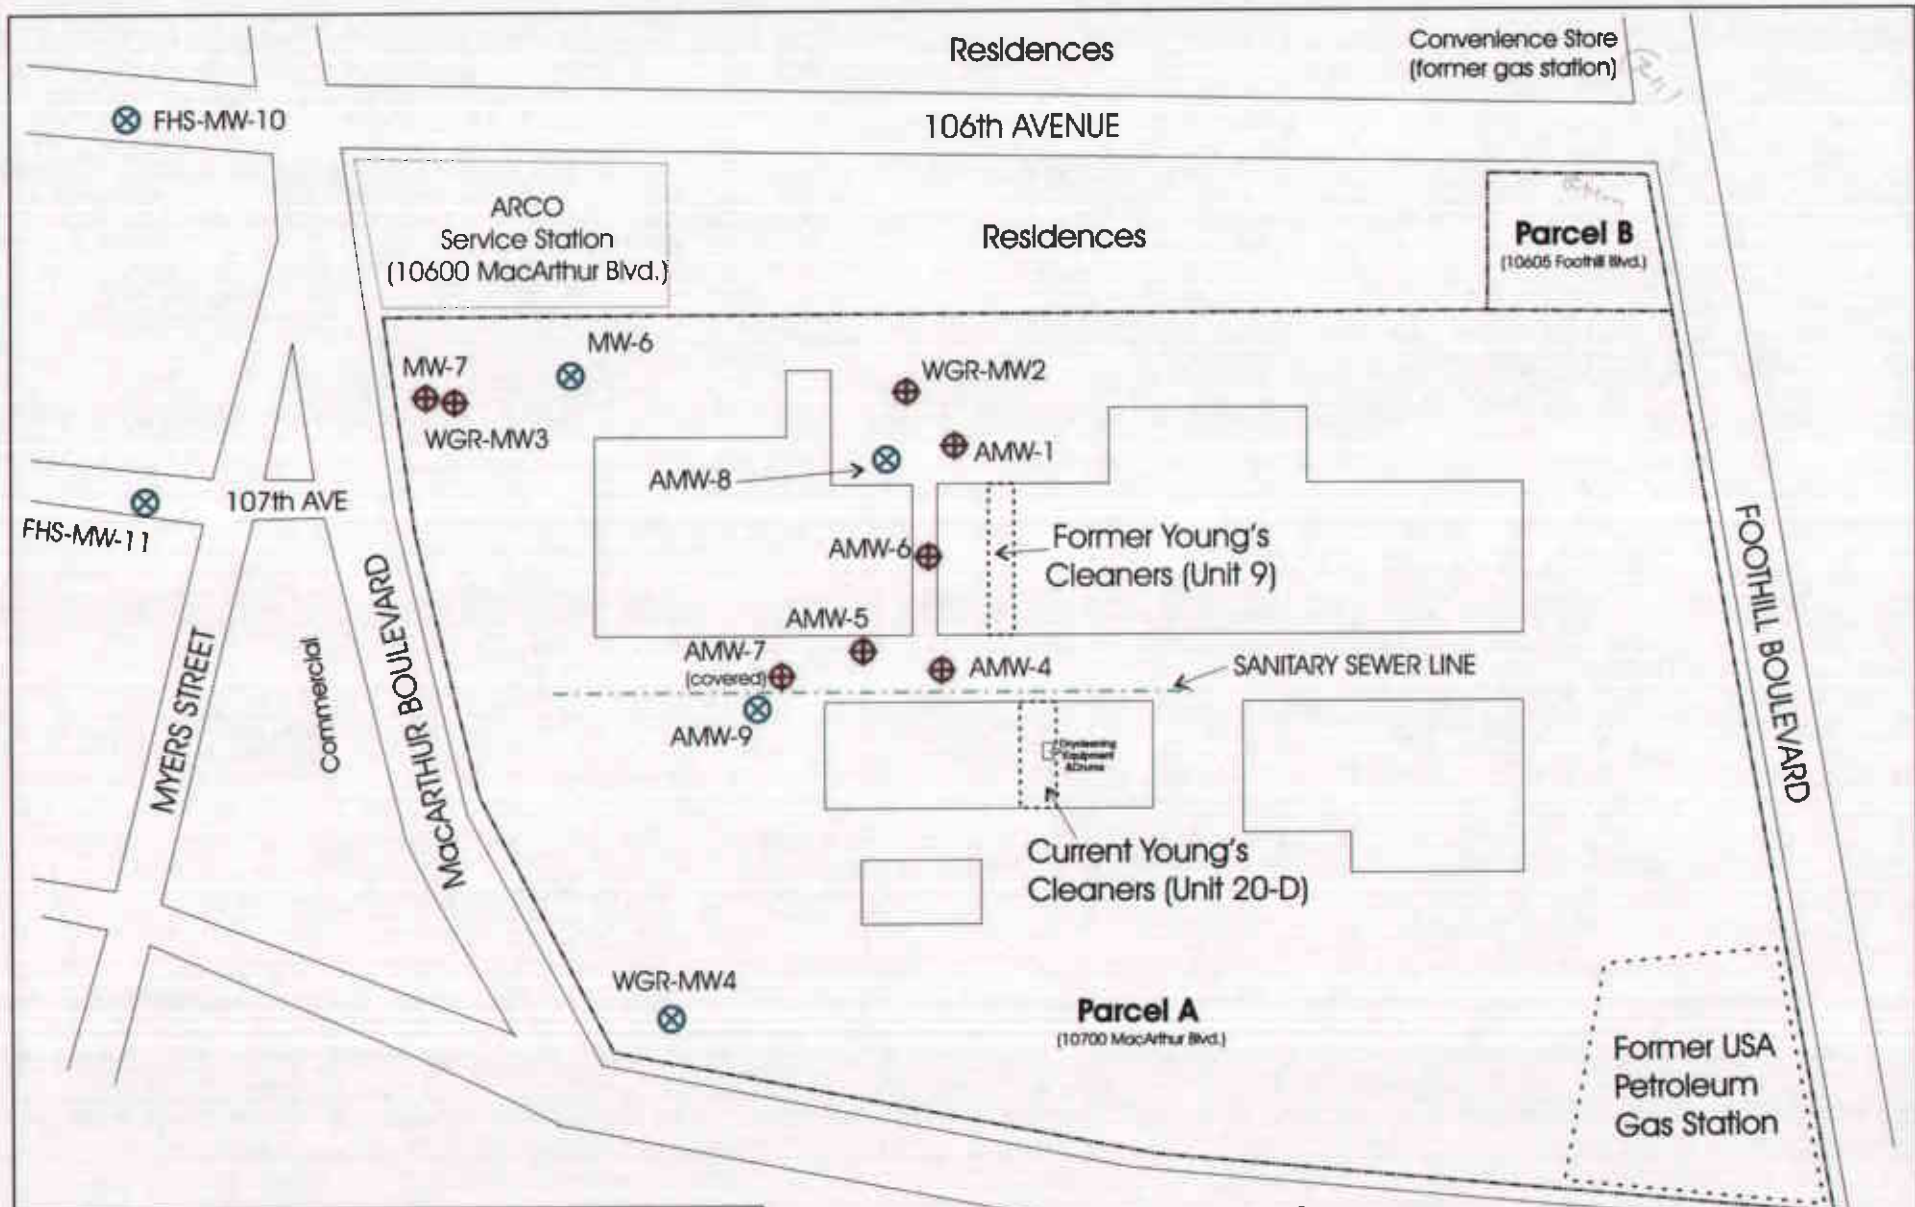 Residences
Convenience Store
(former gas station)
FHS-MW-10
106th AVENUE
ARCO
Service Station
(10600 MacArthur Blvd.)
Residences
Parcel B
(10605 Foothill Blvd.)
MW-6
MW-7
WGR-MW3
WGR-MW2
AMW-1
AMW-8
107th AVE
FHS-MW-11
AMW-6
Former Young's
Cleaners (Unit 9)
FOOTHILL BOULEVARD
AMW-5
AMW-7
(covered)
AMW-4
SANITARY SEWER LINE
AMW-9
MYERS STREET
Commercial
MacARTHUR BOULEVARD
Drycleaning
Equipment
&Drums
Current Young's
Cleaners (Unit 20-D)
WGR-MW4
Parcel A
(10700 MacArthur Blvd.)
Former USA
Petroleum
Gas Station